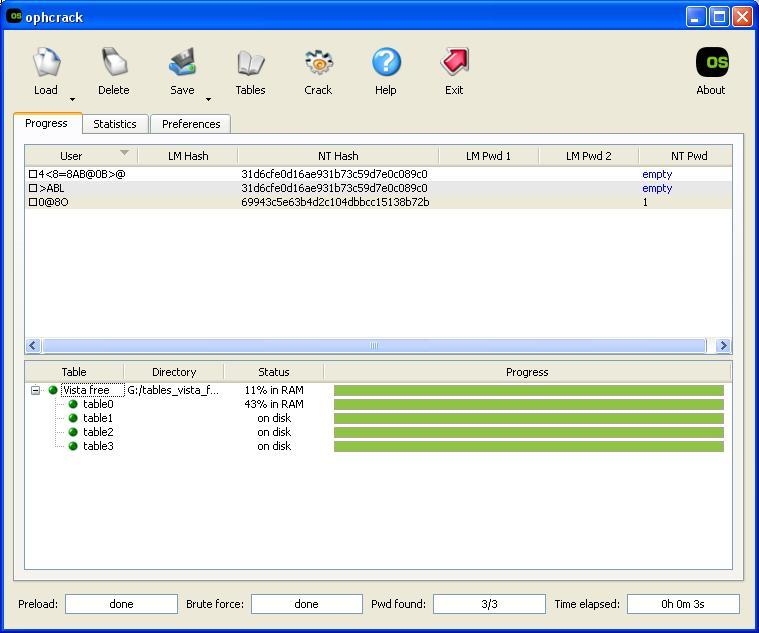 OS ophcrack
Load Delete Save Tables Crack Help Exit OS About
Progress Statistics Preferences
User LM Hash NT Hash LM Pwd 1 LM Pwd 2 NT Pwd
□4<8=8AB@0B>@ 31d6cfe0d16ae931b73c59d7e0c089c0 empty
□>ABL 31d6cfe0d16ae931b73c59d7e0c089c0 empty
□0@8O 69943c5e63b4d2c104dbbcc15138b72b 1
Table Directory Status Progress
Vista free G:/tables_vista_f... 11% in RAM
table0 43% in RAM
table1 on disk
table2 on disk
table3 on disk
Preload: done Brute force: done Pwd found: 3/3 Time elapsed: 0h 0m 3s